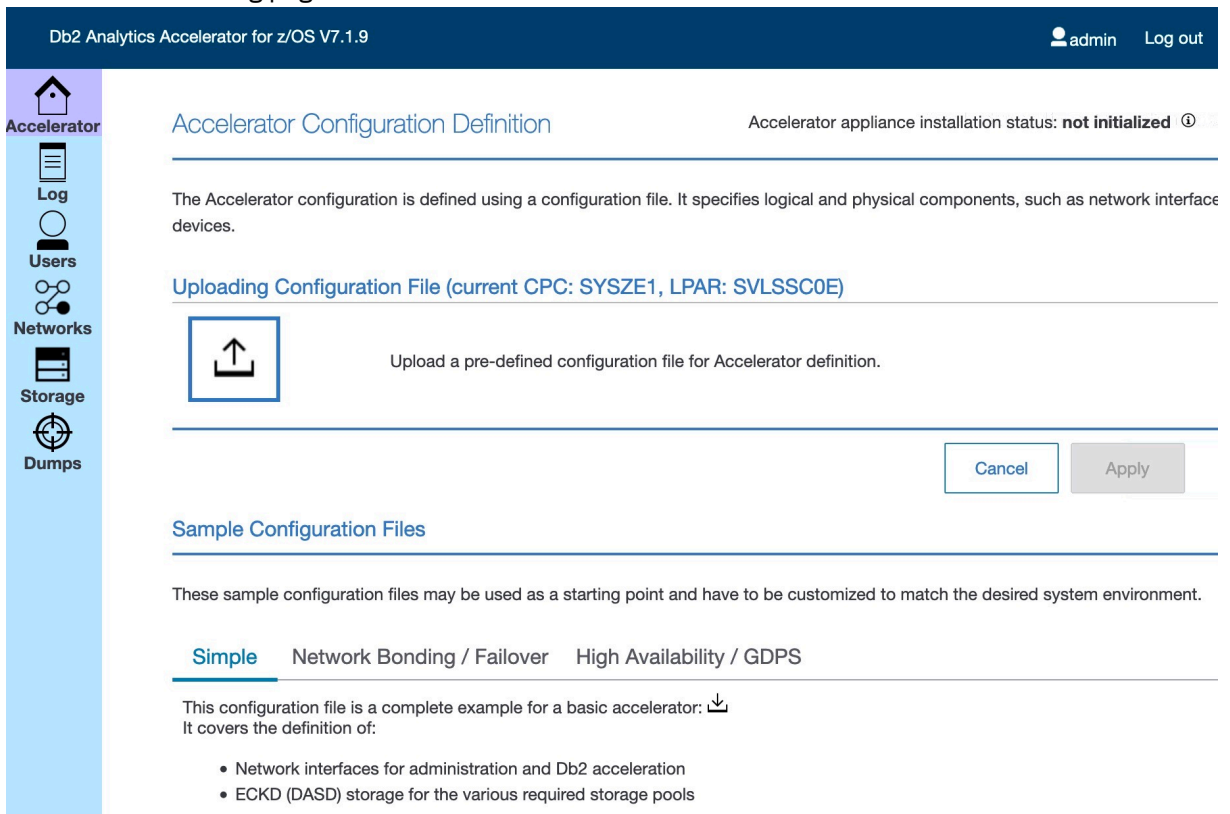 Db2 Analytics Accelerator for z/OS V7.1.9
admin Log out
Accelerator
Log
Users
Networks
Storage
Dumps
Accelerator Configuration Definition
Accelerator appliance installation status: not initialized
The Accelerator configuration is defined using a configuration file. It specifies logical and physical components, such as network interface
devices.
Uploading Configuration File (current CPC: SYSZE1, LPAR: SVLSSC0E)
Upload a pre-defined configuration file for Accelerator definition.
Cancel Apply
Sample Configuration Files
These sample configuration files may be used as a starting point and have to be customized to match the desired system environment.
Simple Network Bonding / Failover High Availability / GDPS
This configuration file is a complete example for a basic accelerator:
It covers the definition of:
• Network interfaces for administration and Db2 acceleration
• ECKD (DASD) storage for the various required storage pools